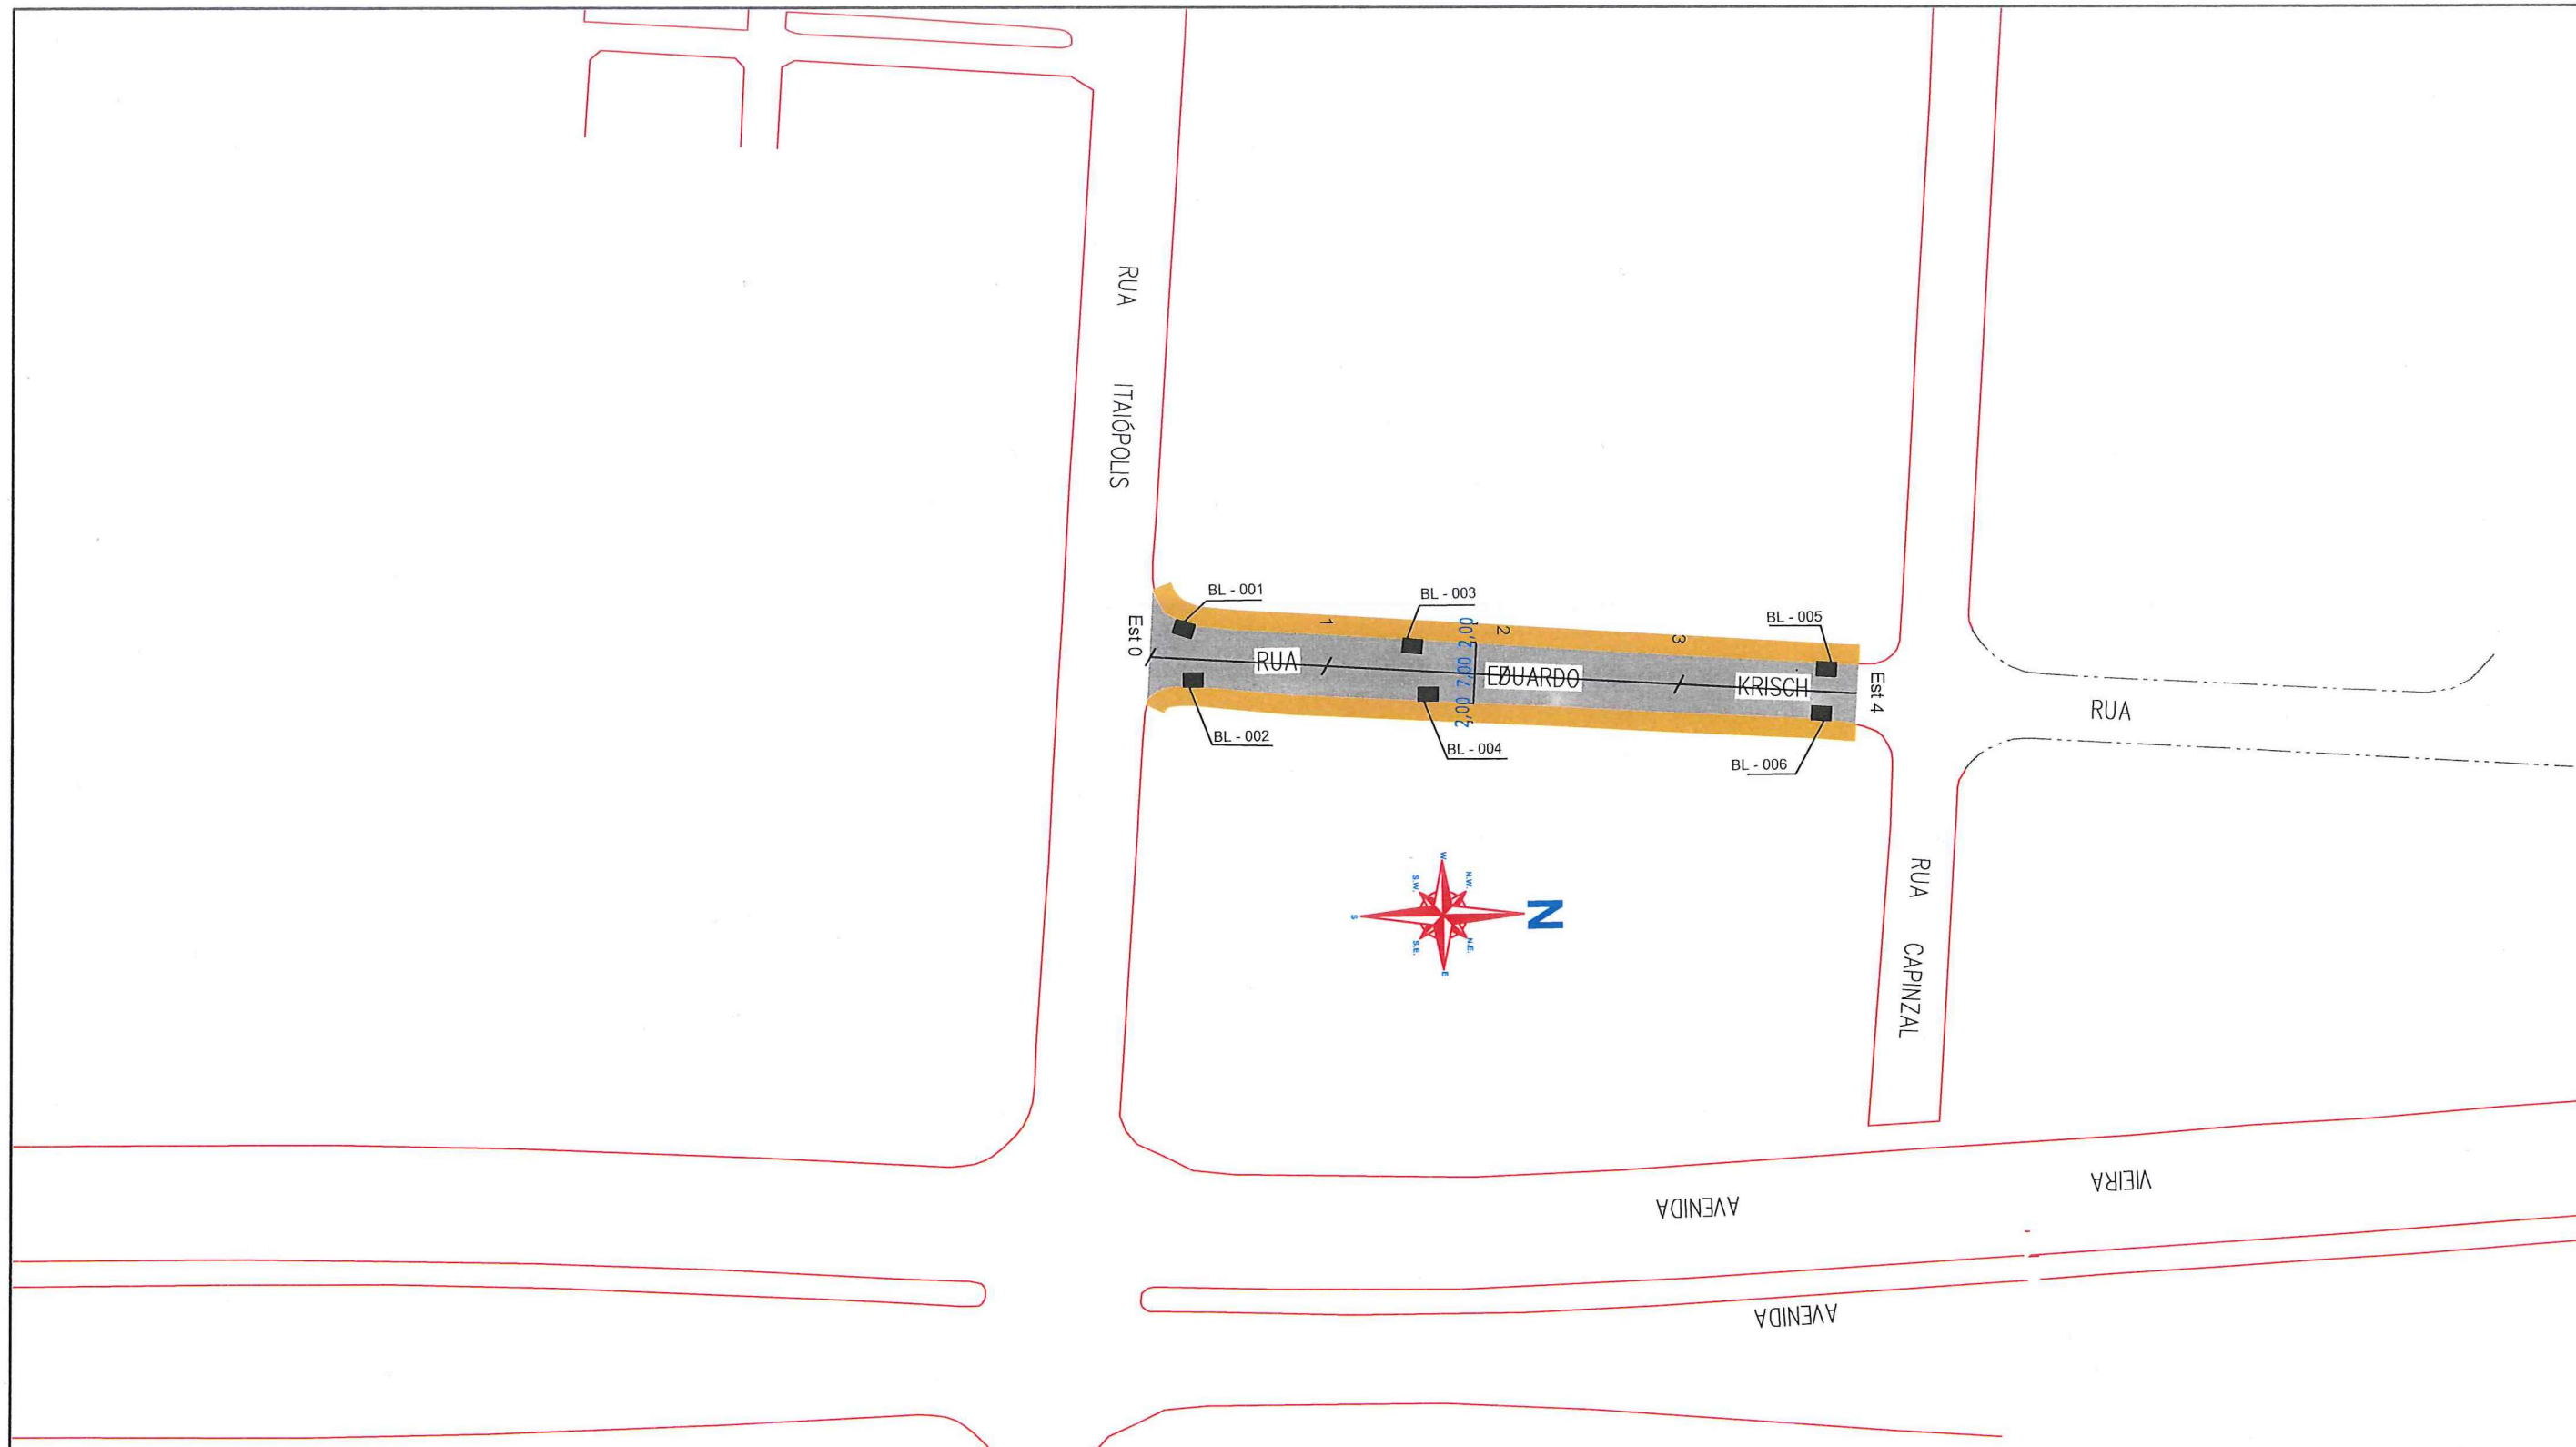 RUA ITAIÓPOLIS
BL - 001
BL - 003
BL - 005
Est 0
1
2
3
Est 4
RUA EDUARDO KRISCH
2,00 7,00 2,00
BL - 002
BL - 004
BL - 006
RUA
RUA CAPINZAL
W
N.W.
S.W.
N
S
N.E.
S.E.
E
AVENIDA
VIEIRA
AVENIDA